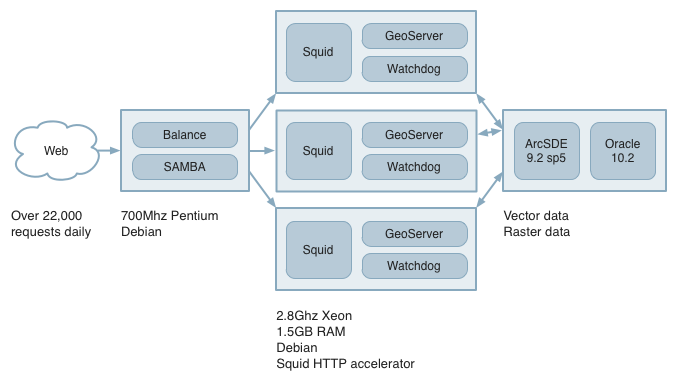 Web
Over 22,000
requests daily
Balance
SAMBA
700Mhz Pentium
Debian
Squid
GeoServer
Watchdog
Squid
GeoServer
Watchdog
Squid
GeoServer
Watchdog
2.8Ghz Xeon
1.5GB RAM
Debian
Squid HTTP accelerator
ArcSDE
9.2 sp5
Oracle
10.2
Vector data
Raster data